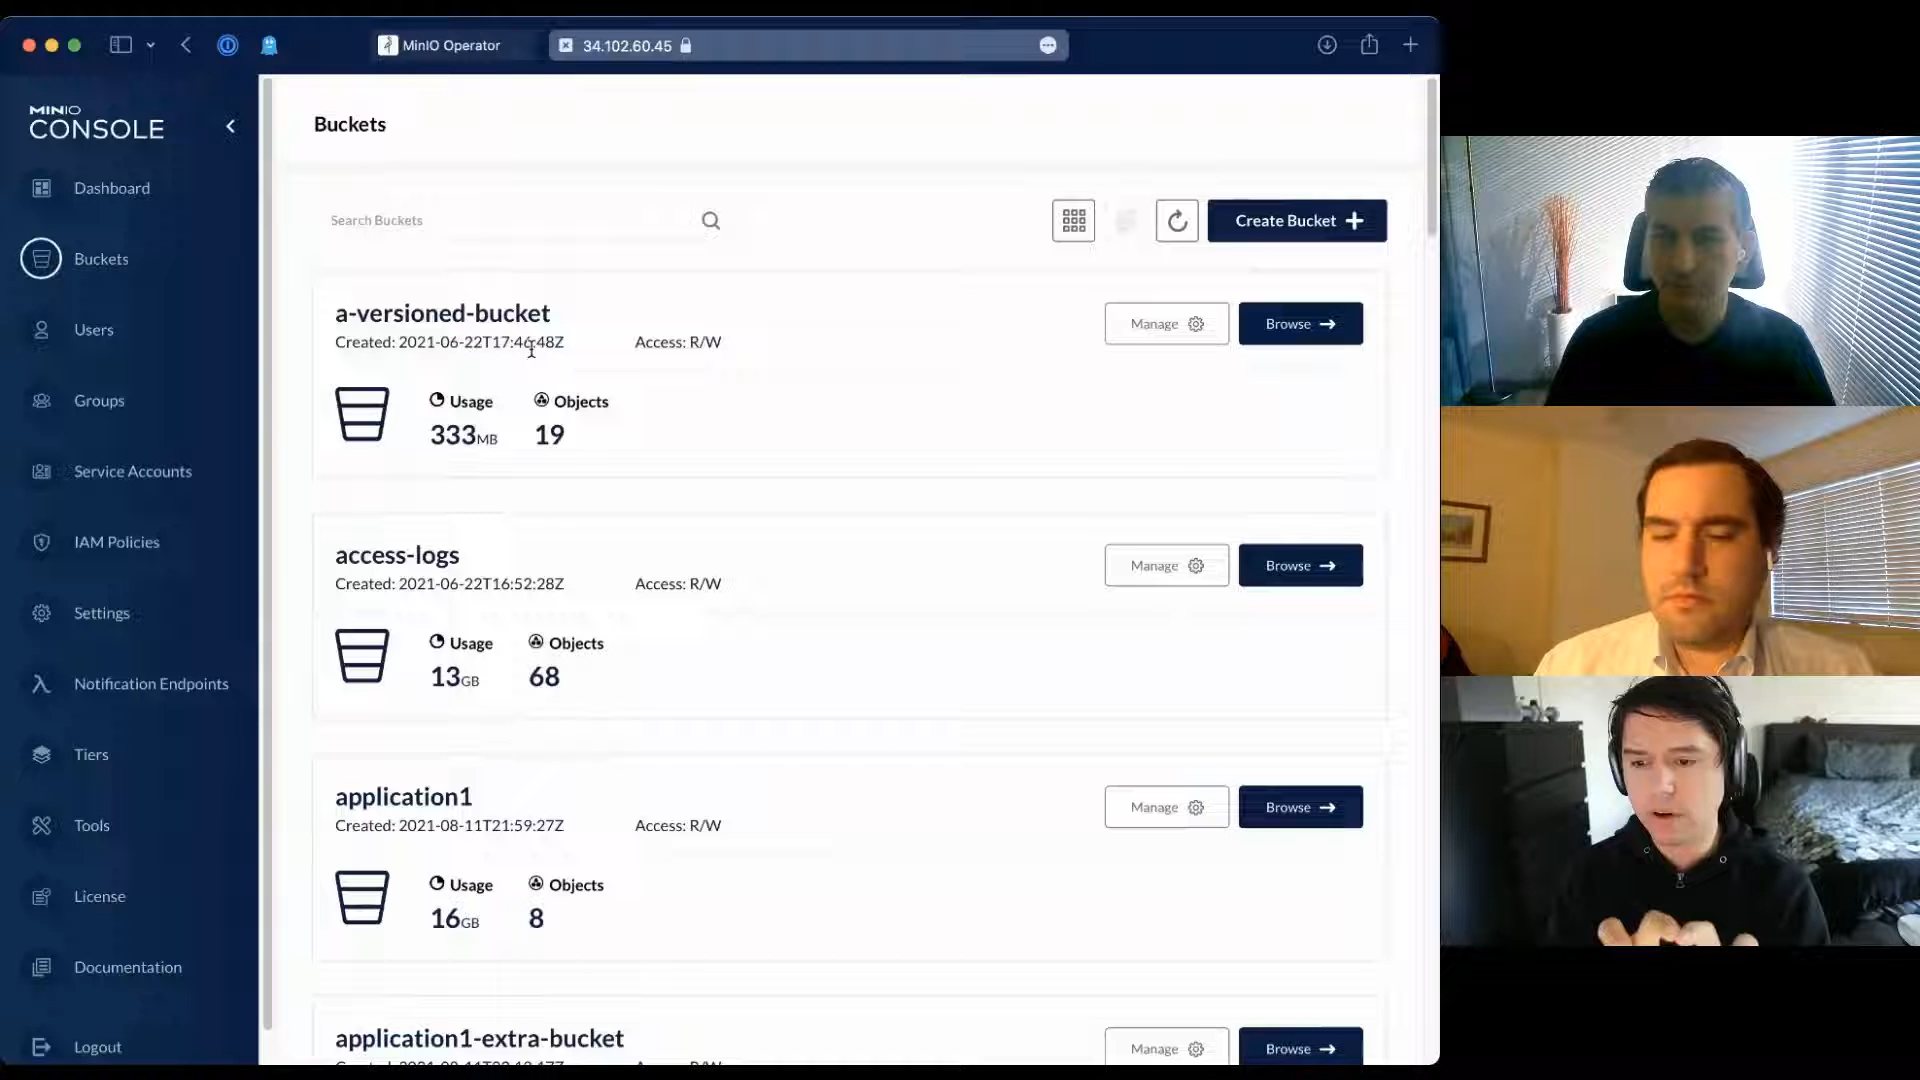 MinIO Operator
34.102.60.45
MINIO
CONSOLE
Dashboard
Buckets
Users
Groups
Service Accounts
IAM Policies
Settings
Notification Endpoints
Tiers
Tools
License
Documentation
Logout
Buckets
Search Buckets
Create Bucket
a-versioned-bucket
Created: 2021-06-22T17:46:48Z Access: R/W
Manage
Browse
Usage Objects
333MB 19
access-logs
Created: 2021-06-22T16:52:28Z Access: R/W
Manage
Browse
Usage Objects
13GB 68
application1
Created: 2021-08-11T21:59:27Z Access: R/W
Manage
Browse
Usage Objects
16GB 8
application1-extra-bucket
Manage
Browse